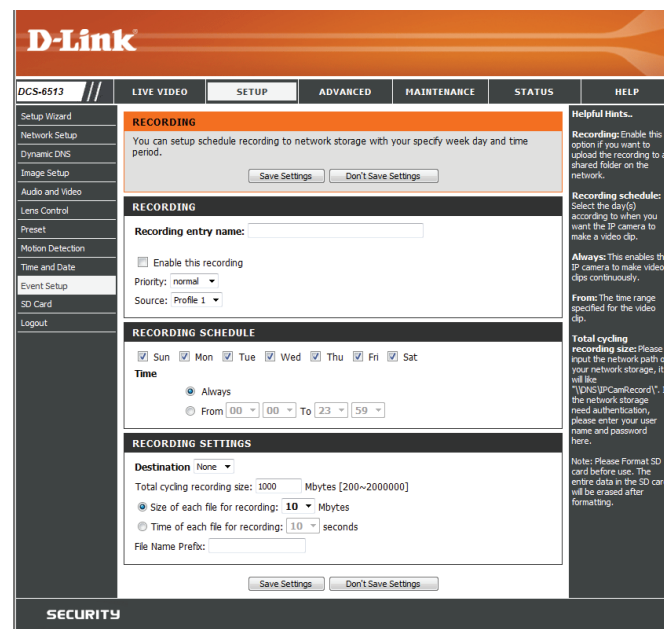 D-Link
DCS-6513 // LIVE VIDEO SETUP ADVANCED MAINTENANCE STATUS HELP
Setup Wizard
Network Setup
Dynamic DNS
Image Setup
Audio and Video
Lens Control
Preset
Motion Detection
Time and Date
Event Setup
SD Card
Logout
RECORDING
You can setup schedule recording to network storage with your specify week day and time
period.
Save Settings Don't Save Settings
RECORDING
Recording entry name:
Enable this recording
Priority: normal
Source: Profile 1
RECORDING SCHEDULE
Sun Mon Tue Wed Thu Fri Sat
Time
Always
From 00 00 To 23 59
RECORDING SETTINGS
Destination None
Total cycling recording size: 1000 Mbytes [200~2000000]
Size of each file for recording: 10 Mbytes
Time of each file for recording: 10 seconds
File Name Prefix:
Save Settings Don't Save Settings
Helpful Hints..
Recording: Enable this
option if you want to
upload the recording to a
shared folder on the
network.
Recording schedule:
Select the day(s)
according to when you
want the IP camera to
make a video clip.
Always: This enables th
IP camera to make video
clips continuously.
From: The time range
specified for the video
clip.
Total cycling
recording size: Please
input the network path o
your network storage, it
will like
"\\DNS\IPCamRecord\".
the network storage
need authentication,
please enter your user
name and password
here.
Note: Please Format SD
card before use. The
entire data in the SD car
will be erased after
formatting.
SECURITY